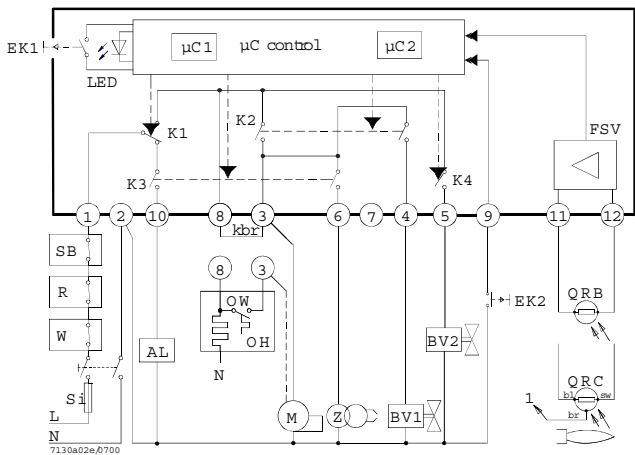 EK1
µC1
µC control
µC2
LED
FSV
K1
K2
K3
K4
1
2
10
8
3
6
7
4
5
9
11
12
kbr
SB
8
3
R
OW
EK2
QRB
W
OH
BV2
AL
N
QRC
Si
1
bl
sw
br
L
M
Z
BV1
N
7130a02e/0700